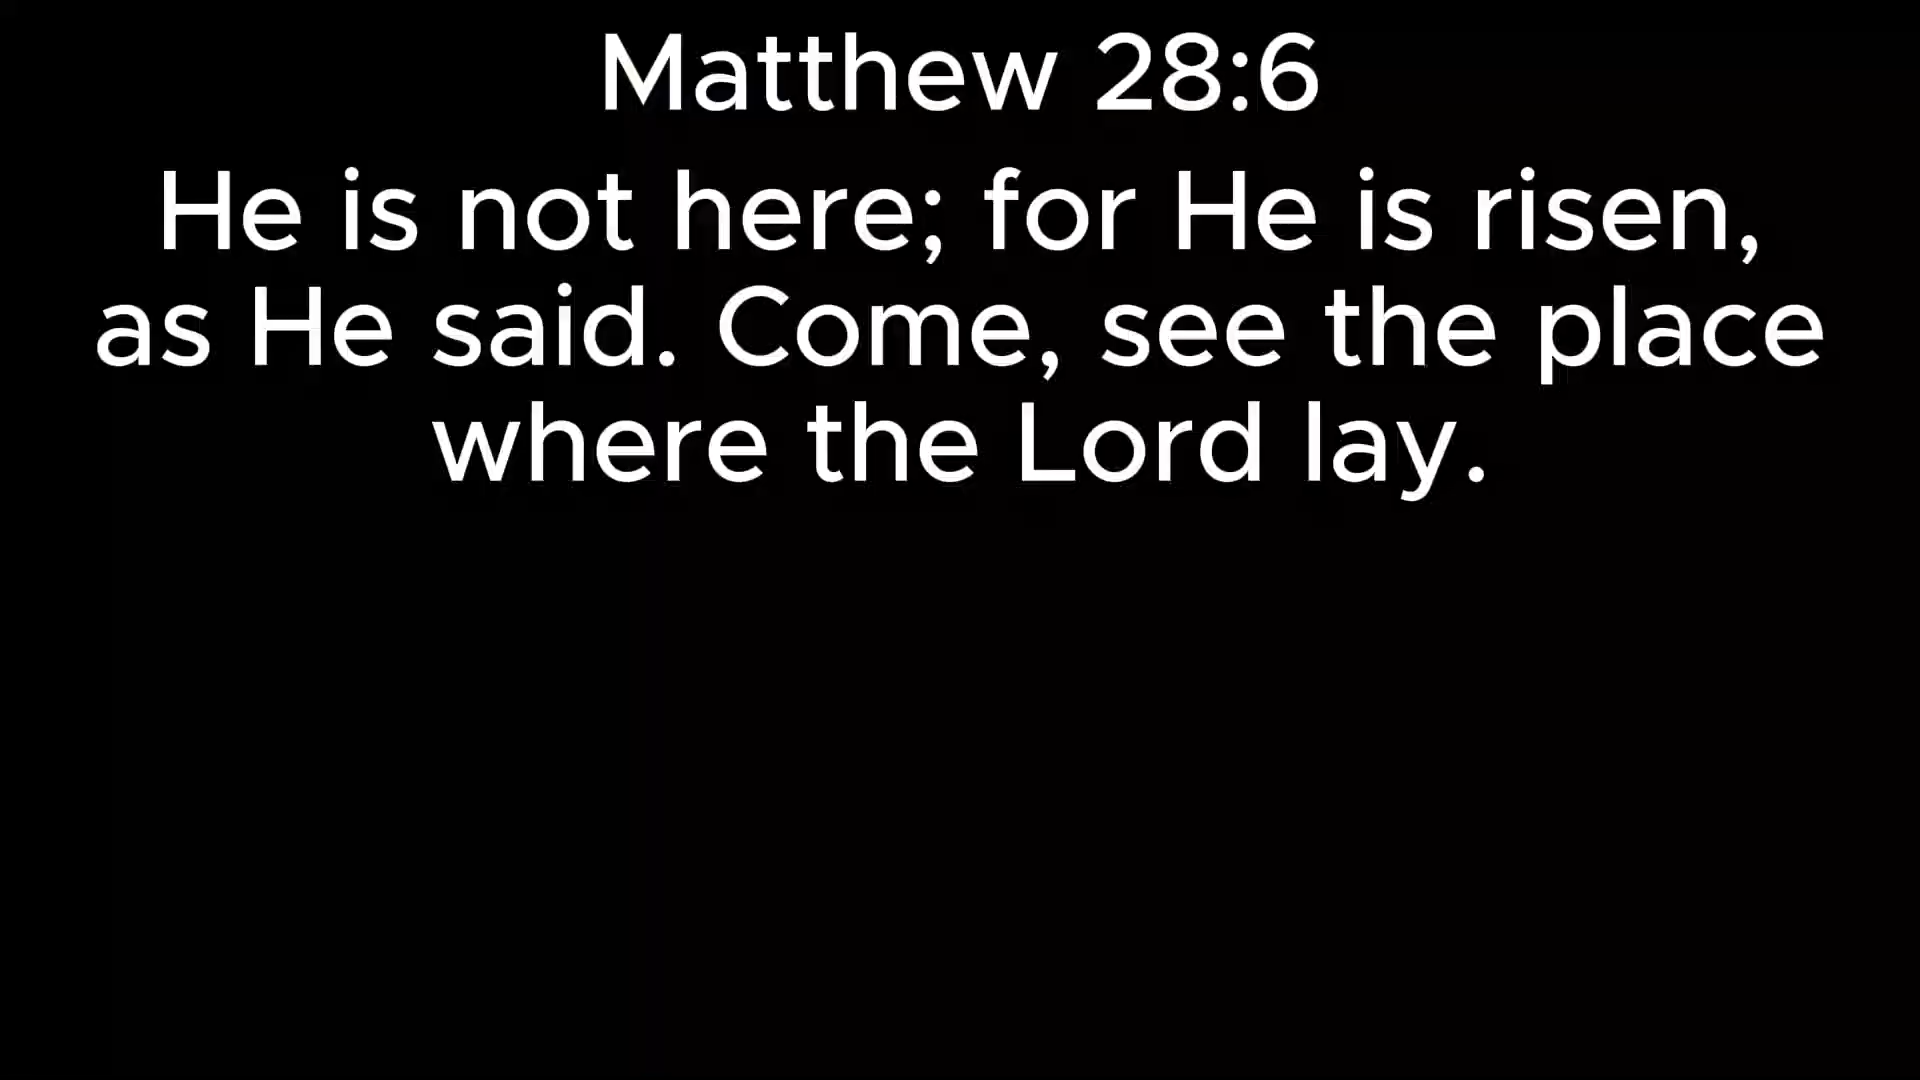 Matthew 28:6
He is not here; for He is risen,
as He said. Come, see the place
where the Lord lay.